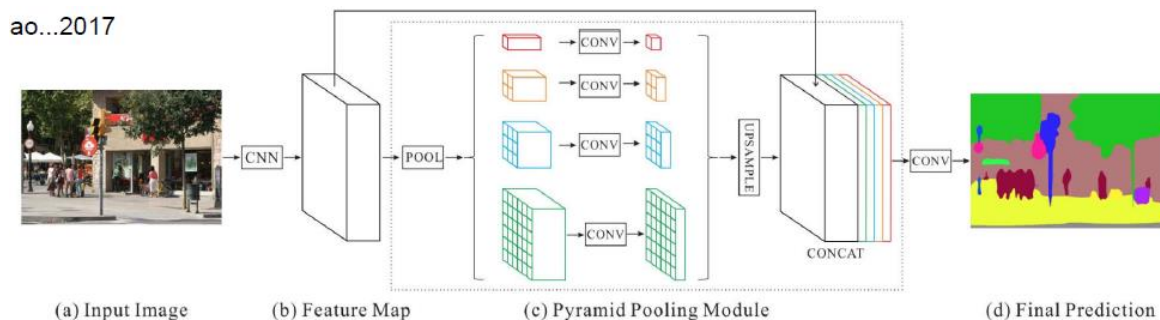 ao...2017
CNN
POOL
CONV
CONV
CONV
CONV
UPSAMPLE
CONCAT
CONV
(a) Input Image
(b) Feature Map
(c) Pyramid Pooling Module
(d) Final Prediction